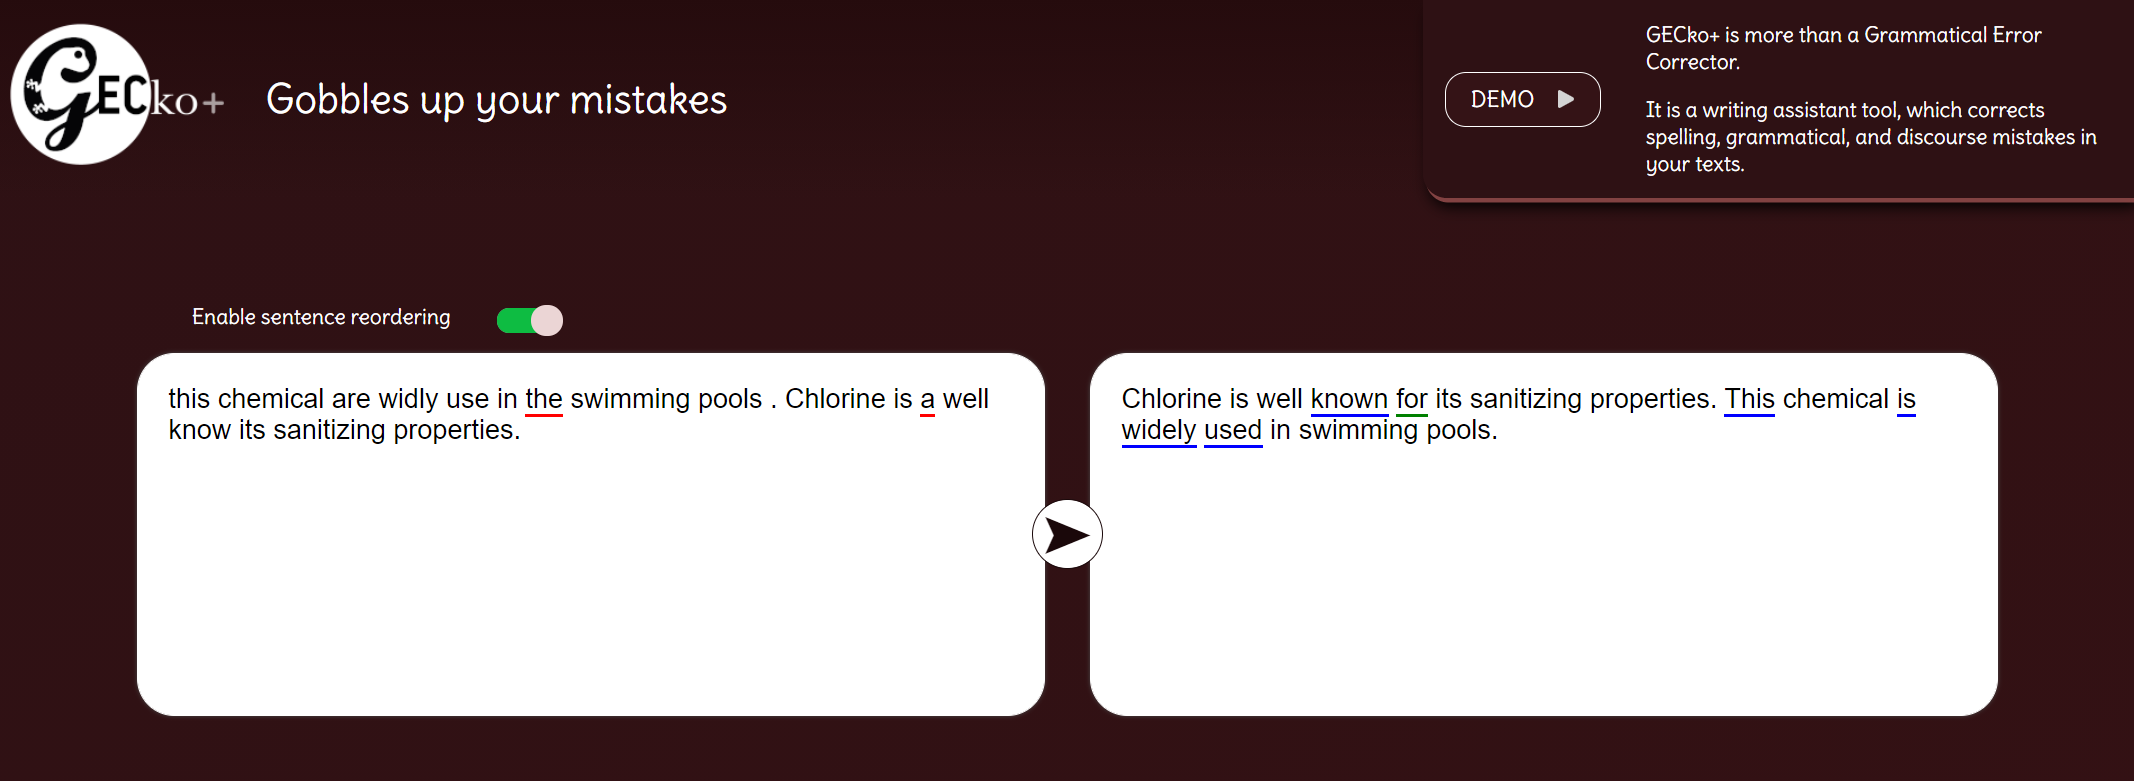 GECko+
Gobbles up your mistakes
DEMO
GECko+ is more than a Grammatical Error
Corrector.
It is a writing assistant tool, which corrects
spelling, grammatical, and discourse mistakes in
your texts.
Enable sentence reordering
this chemical are widly use in the swimming pools . Chlorine is a well
know its sanitizing properties.
Chlorine is well known for its sanitizing properties. This chemical is
widely used in swimming pools.